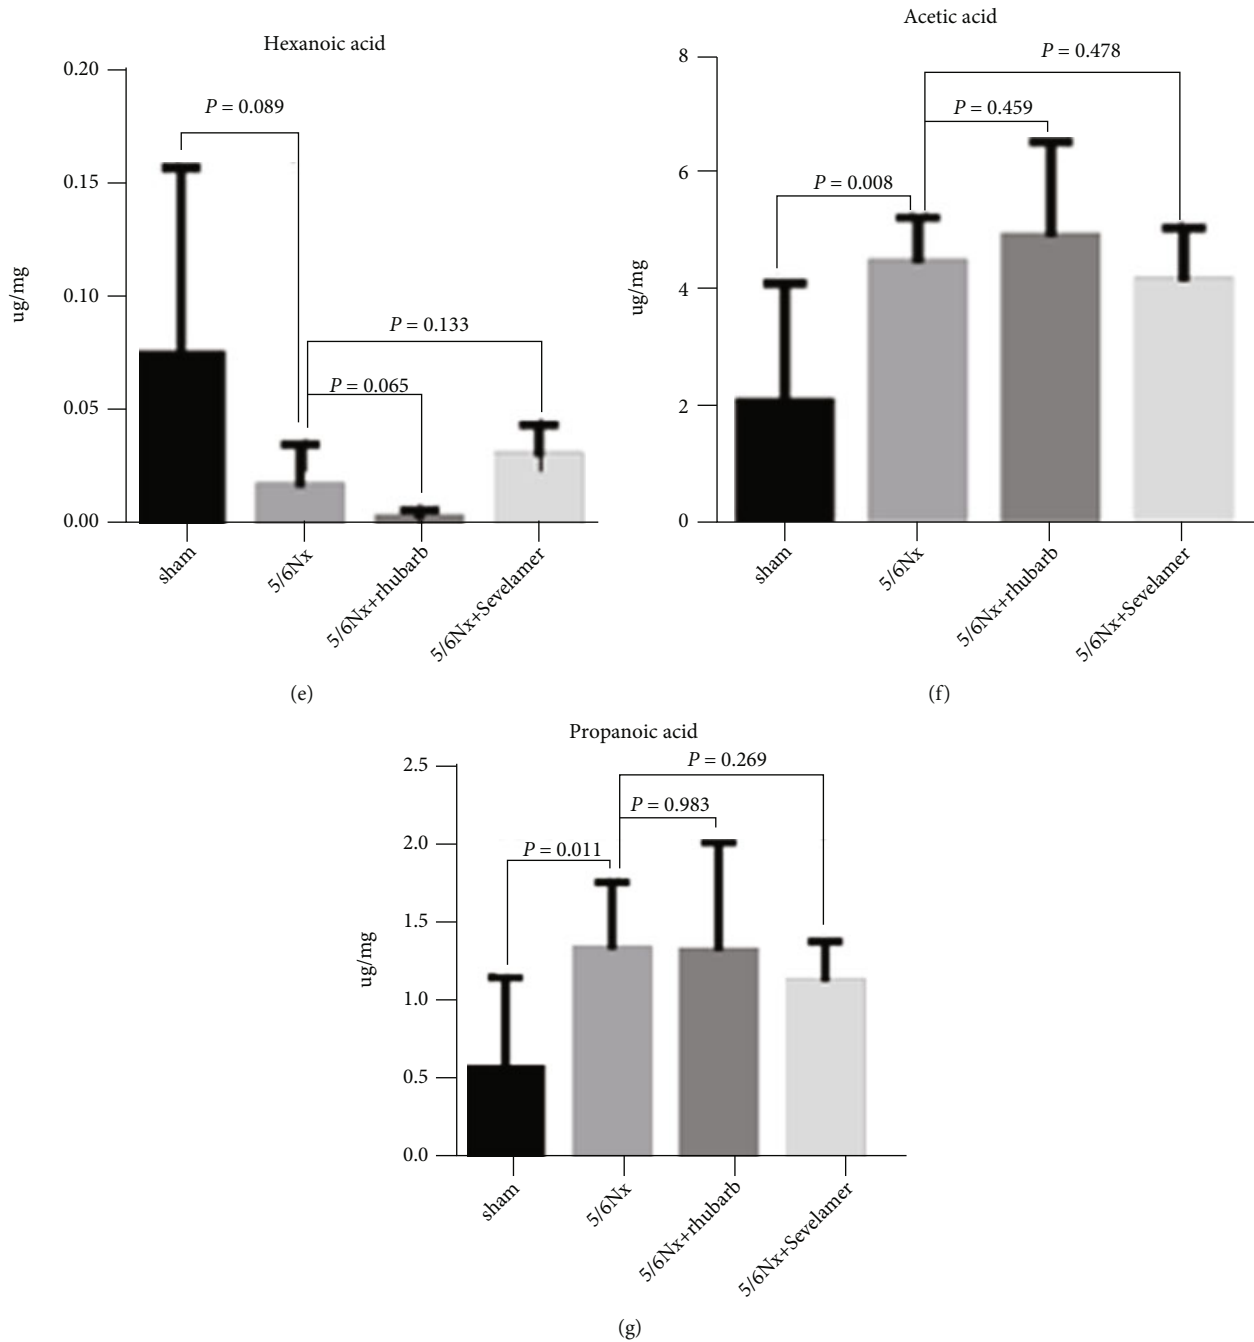 Hexanoic acid
0.20
0.15
0.10
0.05
0.00
ug/mg
P = 0.089
P = 0.133
P = 0.065
sham
5/6Nx
5/6Nx+rhubarb
5/6Nx+Sevelamer
(e)
Acetic acid
8
6
4
2
0
ug/mg
P = 0.478
P = 0.459
P = 0.008
sham
5/6Nx
5/6Nx+rhubarb
5/6Nx+Sevelamer
(f)
Propanoic acid
2.5
2.0
1.5
1.0
0.5
0.0
ug/mg
P = 0.269
P = 0.983
P = 0.011
sham
5/6Nx
5/6Nx+rhubarb
5/6Nx+Sevelamer
(g)